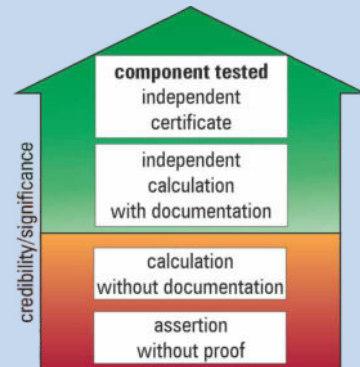 component tested
independent
certificate
independent
calculation
with documentation
calculation
without documentation
assertion
without proof
credibility/significance